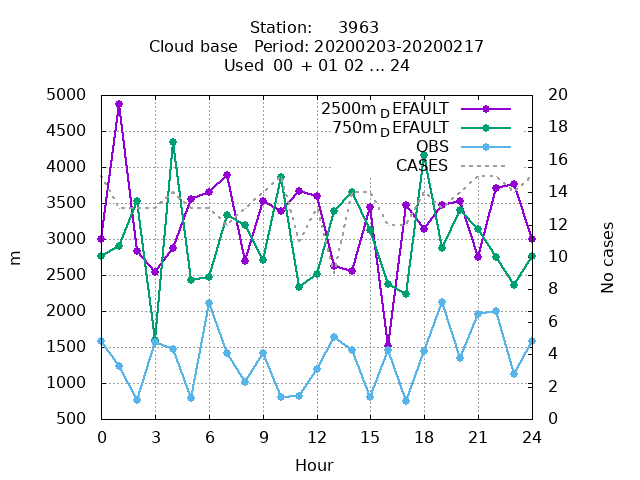 Station: 3963
Cloud base Period: 20200203-20200217
Used 00 + 01 02 ... 24
5000
4500
4000
3500
3000
2500
2000
1500
1000
500
m
2500m_DEFAULT
750m_DEFAULT
OBS
CASES
20
18
16
14
12
10
8
6
4
2
0
No cases
0 3 6 9 12 15 18 21 24
Hour